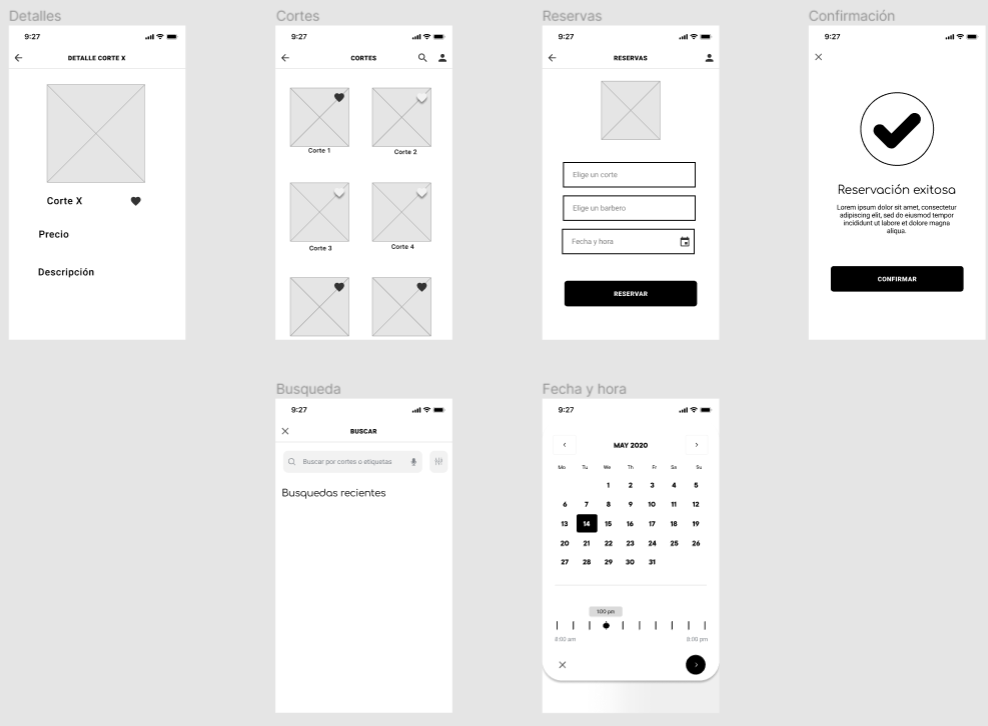 Detalles
9:27
DETALLE CORTE X
Corte X
Precio
Descripción
Cortes
9:27
CORTES
Corte 1
Corte 2
Corte 3
Corte 4
Reservas
9:27
RESERVAS
Elige un corte
Elige un barbero
Fecha y hora
RESERVAR
Confirmación
9:27
Reservación exitosa
Lorem ipsum dolor sit amet, consectetur
adipiscing elit, sed do eiusmod tempor
incididunt ut labore et dolore magna
aliqua.
CONFIRMAR
Busqueda
9:27
BUSCAR
Buscar por cortes o etiquetas
Busquedas recientes
Fecha y hora
9:27
MAY 2020
Mo Tu We Th Fr Sa Su
1 2 3 4 5
6 7 8 9 10 11 12
13 14 15 16 17 18 19
20 21 22 23 24 25 26
27 28 29 30 31
1:00 pm
8:00 am 8:00 pm